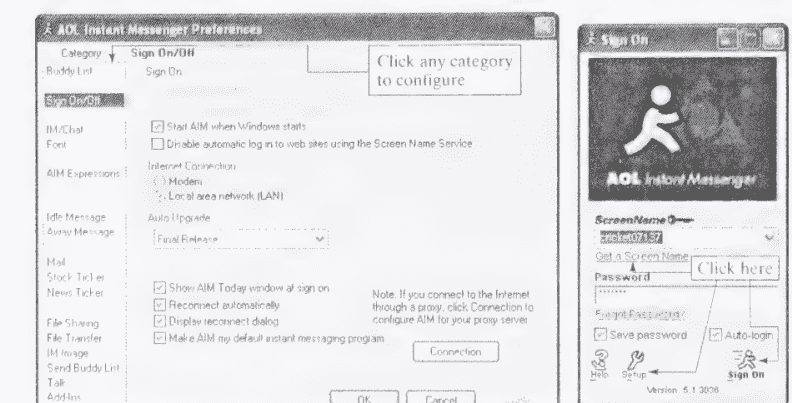 AOL Instant Messenger Preferences
Category
Sign On/Off
Buddy List
Sign On
Click any category
to configure
Sign On/Off
IM/Chat
Font
AIM Expressions
Idle Message
Away Message
Mail
Stock Ticker
News Ticker
File Sharing
File Transfer
IM Image
Send Buddy List
Talk
Add-Ins
Start AIM when Windows starts
Disable automatic log in to web sites using the Screen Name Service
Internet Connection
Modem
Local area network (LAN)
Auto Upgrade
Final Release
Show AIM Today window at sign on
Reconnect automatically
Display reconnect dialog
Make AIM my default instant messaging program
Note: If you connect to the Internet
through a proxy, click Connection to
configure AIM for your proxy server
Connection
OK
Cancel
Sign On
AOL Instant Messenger
ScreenName
cricket07137
Get a Screen Name
Click here
Password
Forgot Password?
Save password
Auto-login
Help
Setup
Sign On
Version: 5.1.3036